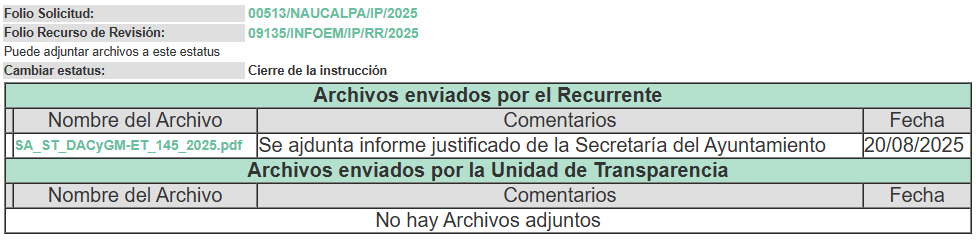 Folio Solicitud: 00513/NAUCALPA/IP/2025
Folio Recurso de Revisión: 09135/INFOEM/IP/RR/2025
Puede adjuntar archivos a este estatus
Cambiar estatus: Cierre de la instrucción
Archivos enviados por el Recurrente
Nombre del Archivo Comentarios Fecha
SA_ST_DACyGM-ET_145_2025.pdf Se ajdunta informe justificado de la Secretaría del Ayuntamiento 20/08/2025
Archivos enviados por la Unidad de Transparencia
Nombre del Archivo Comentarios Fecha
No hay Archivos adjuntos